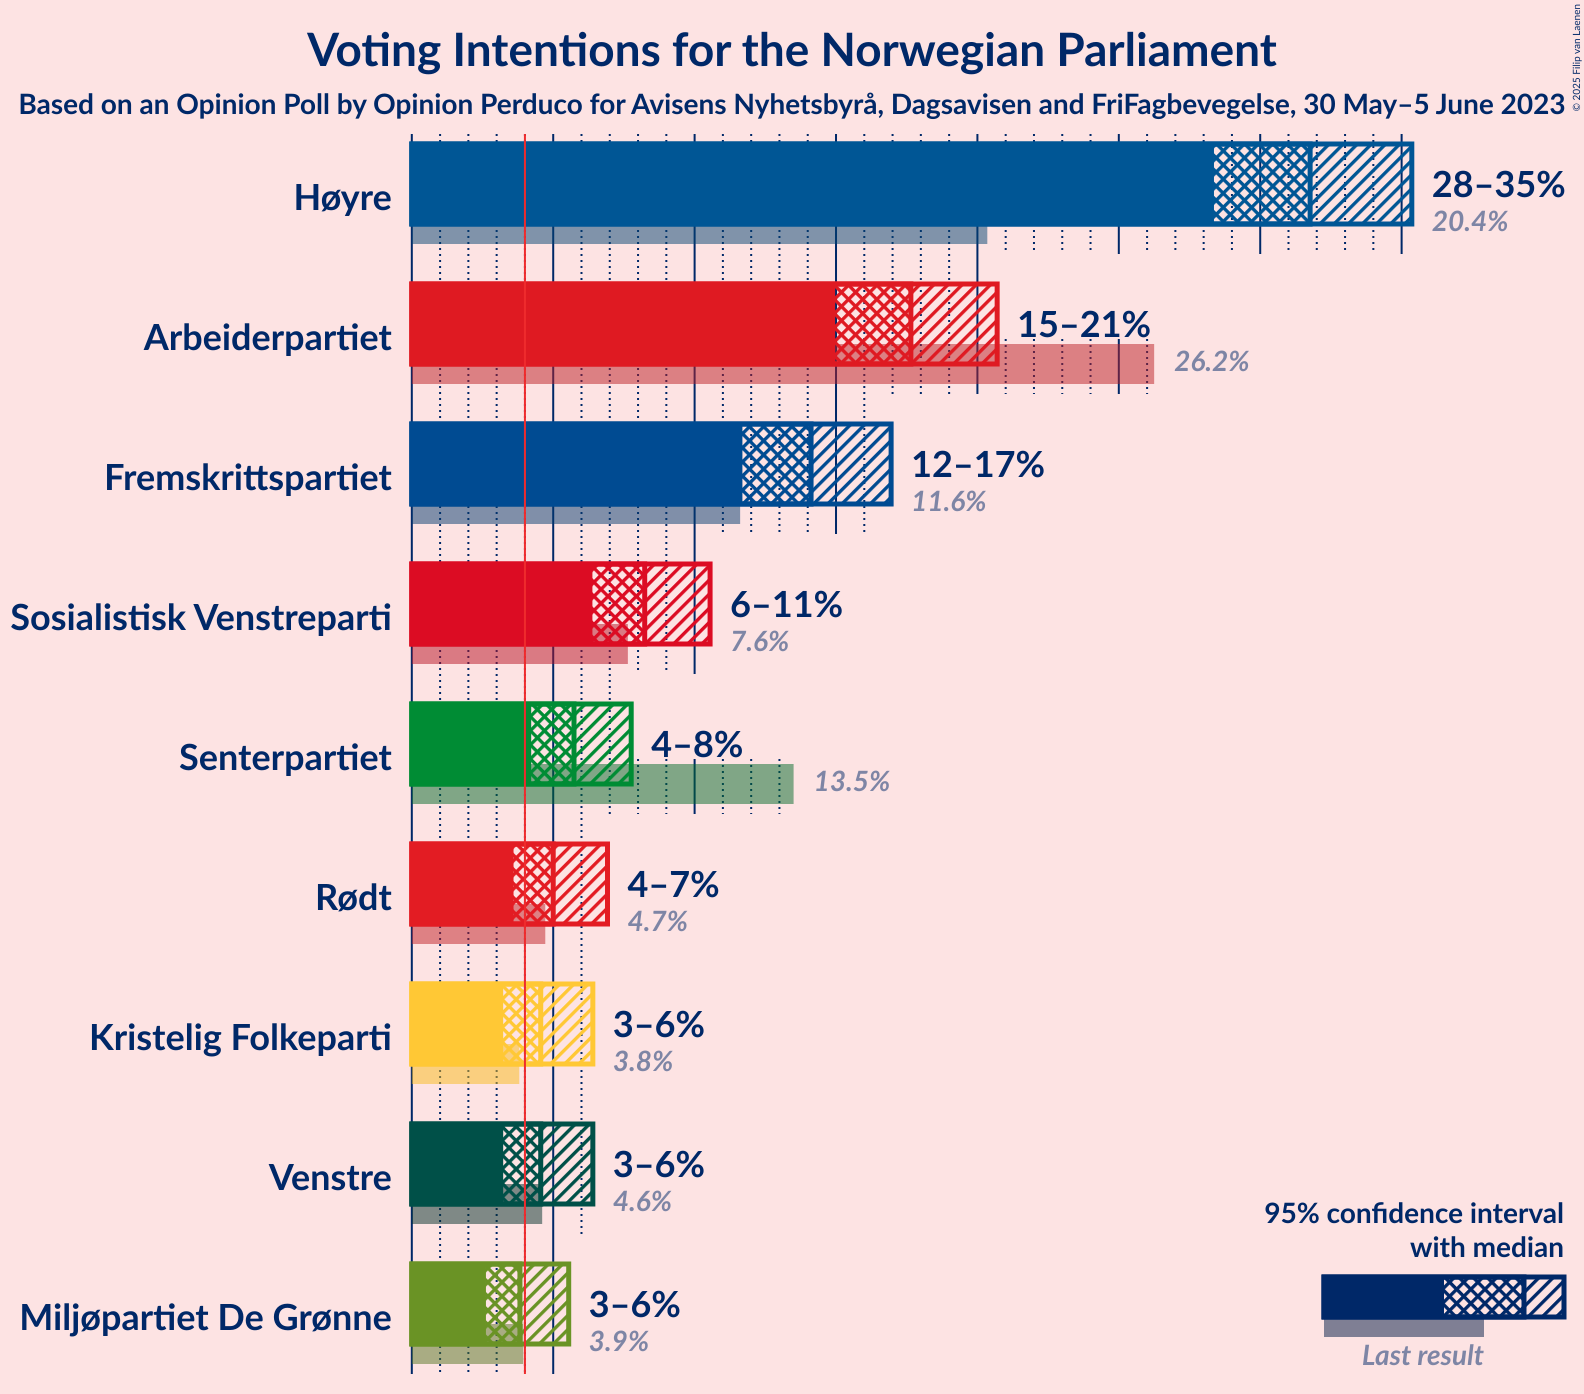 Voting Intentions for the Norwegian Parliament
© 2025 Filip van Laenen
Based on an Opinion Poll by Opinion Perduco for Avisens Nyhetsbyrå, Dagsavisen and FriFagbevegelse, 30 May–5 June 2023
Høyre
28–35%
20.4%
Arbeiderpartiet
15–21%
26.2%
Fremskrittspartiet
12–17%
11.6%
Sosialistisk Venstreparti
6–11%
7.6%
Senterpartiet
4–8%
13.5%
Rødt
4–7%
4.7%
Kristelig Folkeparti
3–6%
3.8%
Venstre
3–6%
4.6%
Miljøpartiet De Grønne
3–6%
3.9%
95% confidence interval
with median
Last result